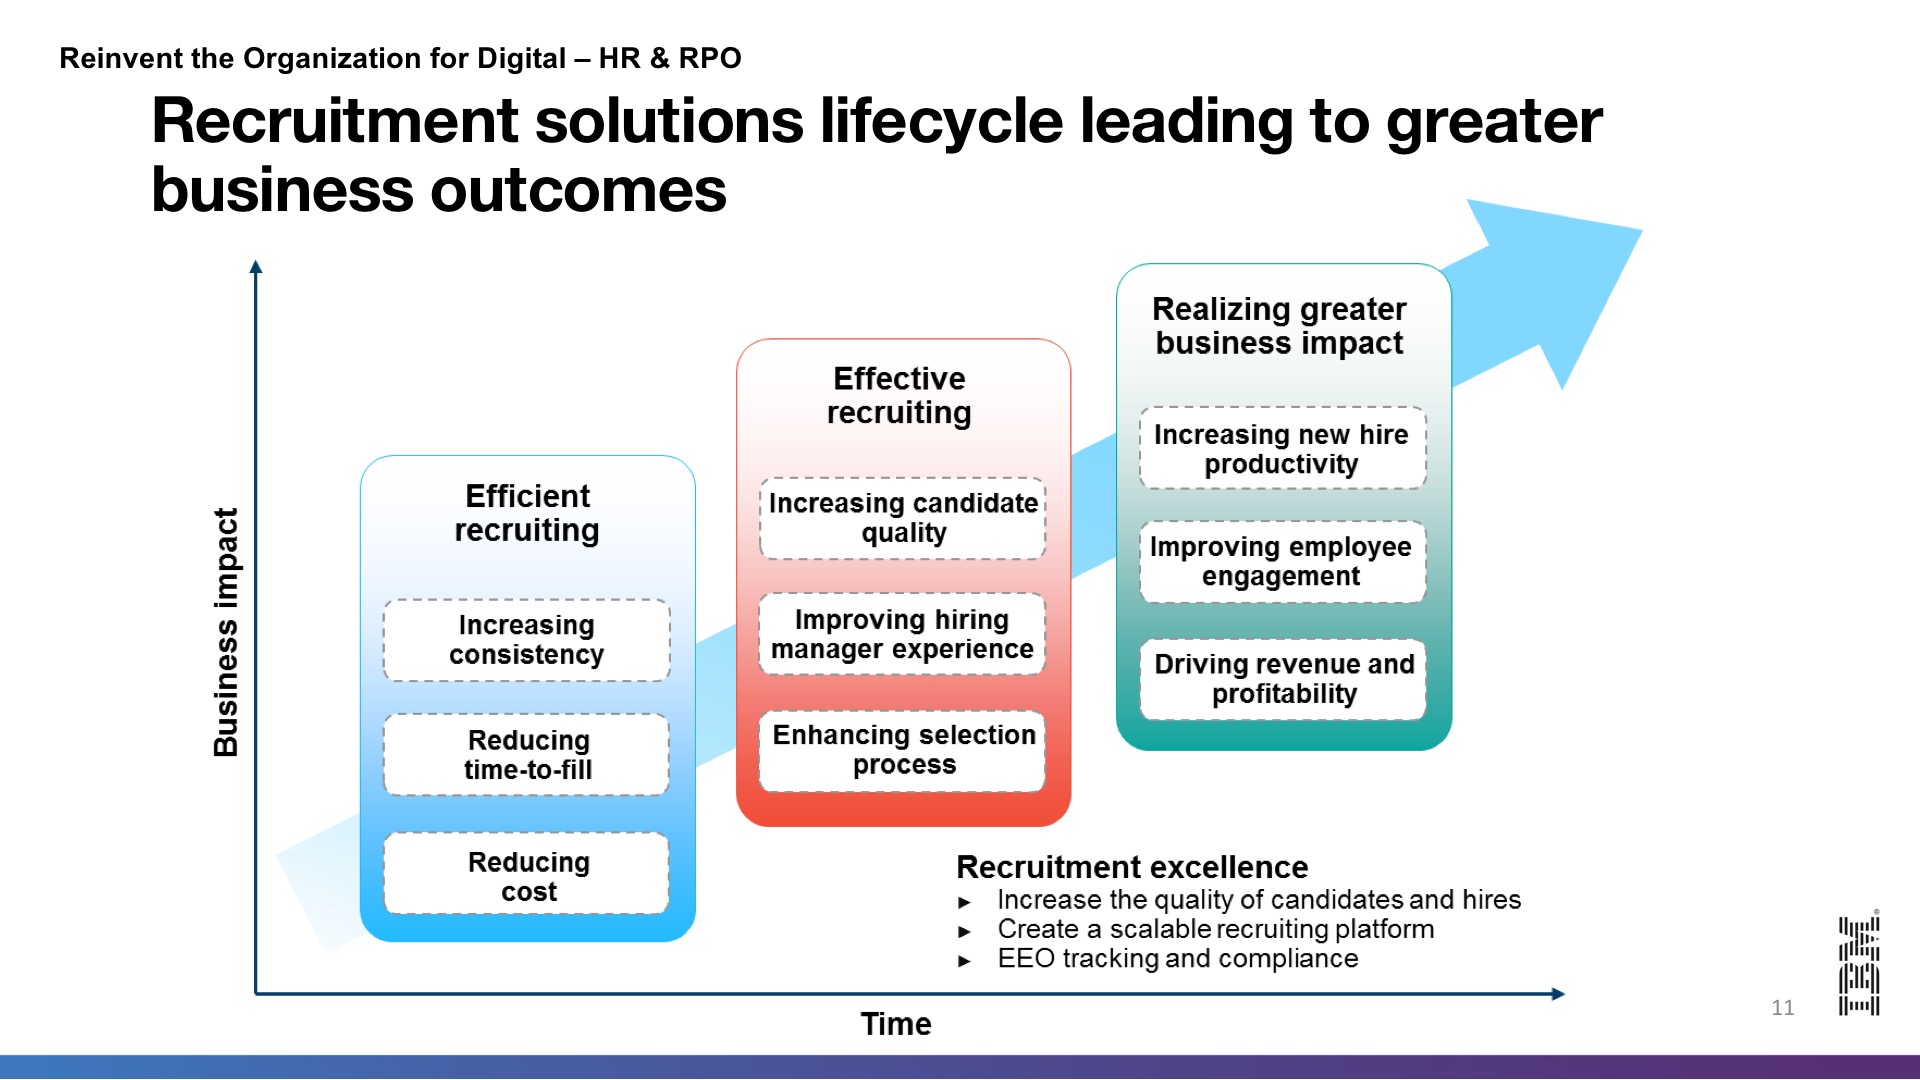 Reinvent the Organization for Digital – HR & RPO
Recruitment solutions lifecycle leading to greater
business outcomes
Business impact
Efficient
recruiting
Increasing
consistency
Reducing
time-to-fill
Reducing
cost
Effective
recruiting
Increasing candidate
quality
Improving hiring
manager experience
Enhancing selection
process
Realizing greater
business impact
Increasing new hire
productivity
Improving employee
engagement
Driving revenue and
profitability
Recruitment excellence
► Increase the quality of candidates and hires
► Create a scalable recruiting platform
► EEO tracking and compliance
Time
11
IBM®